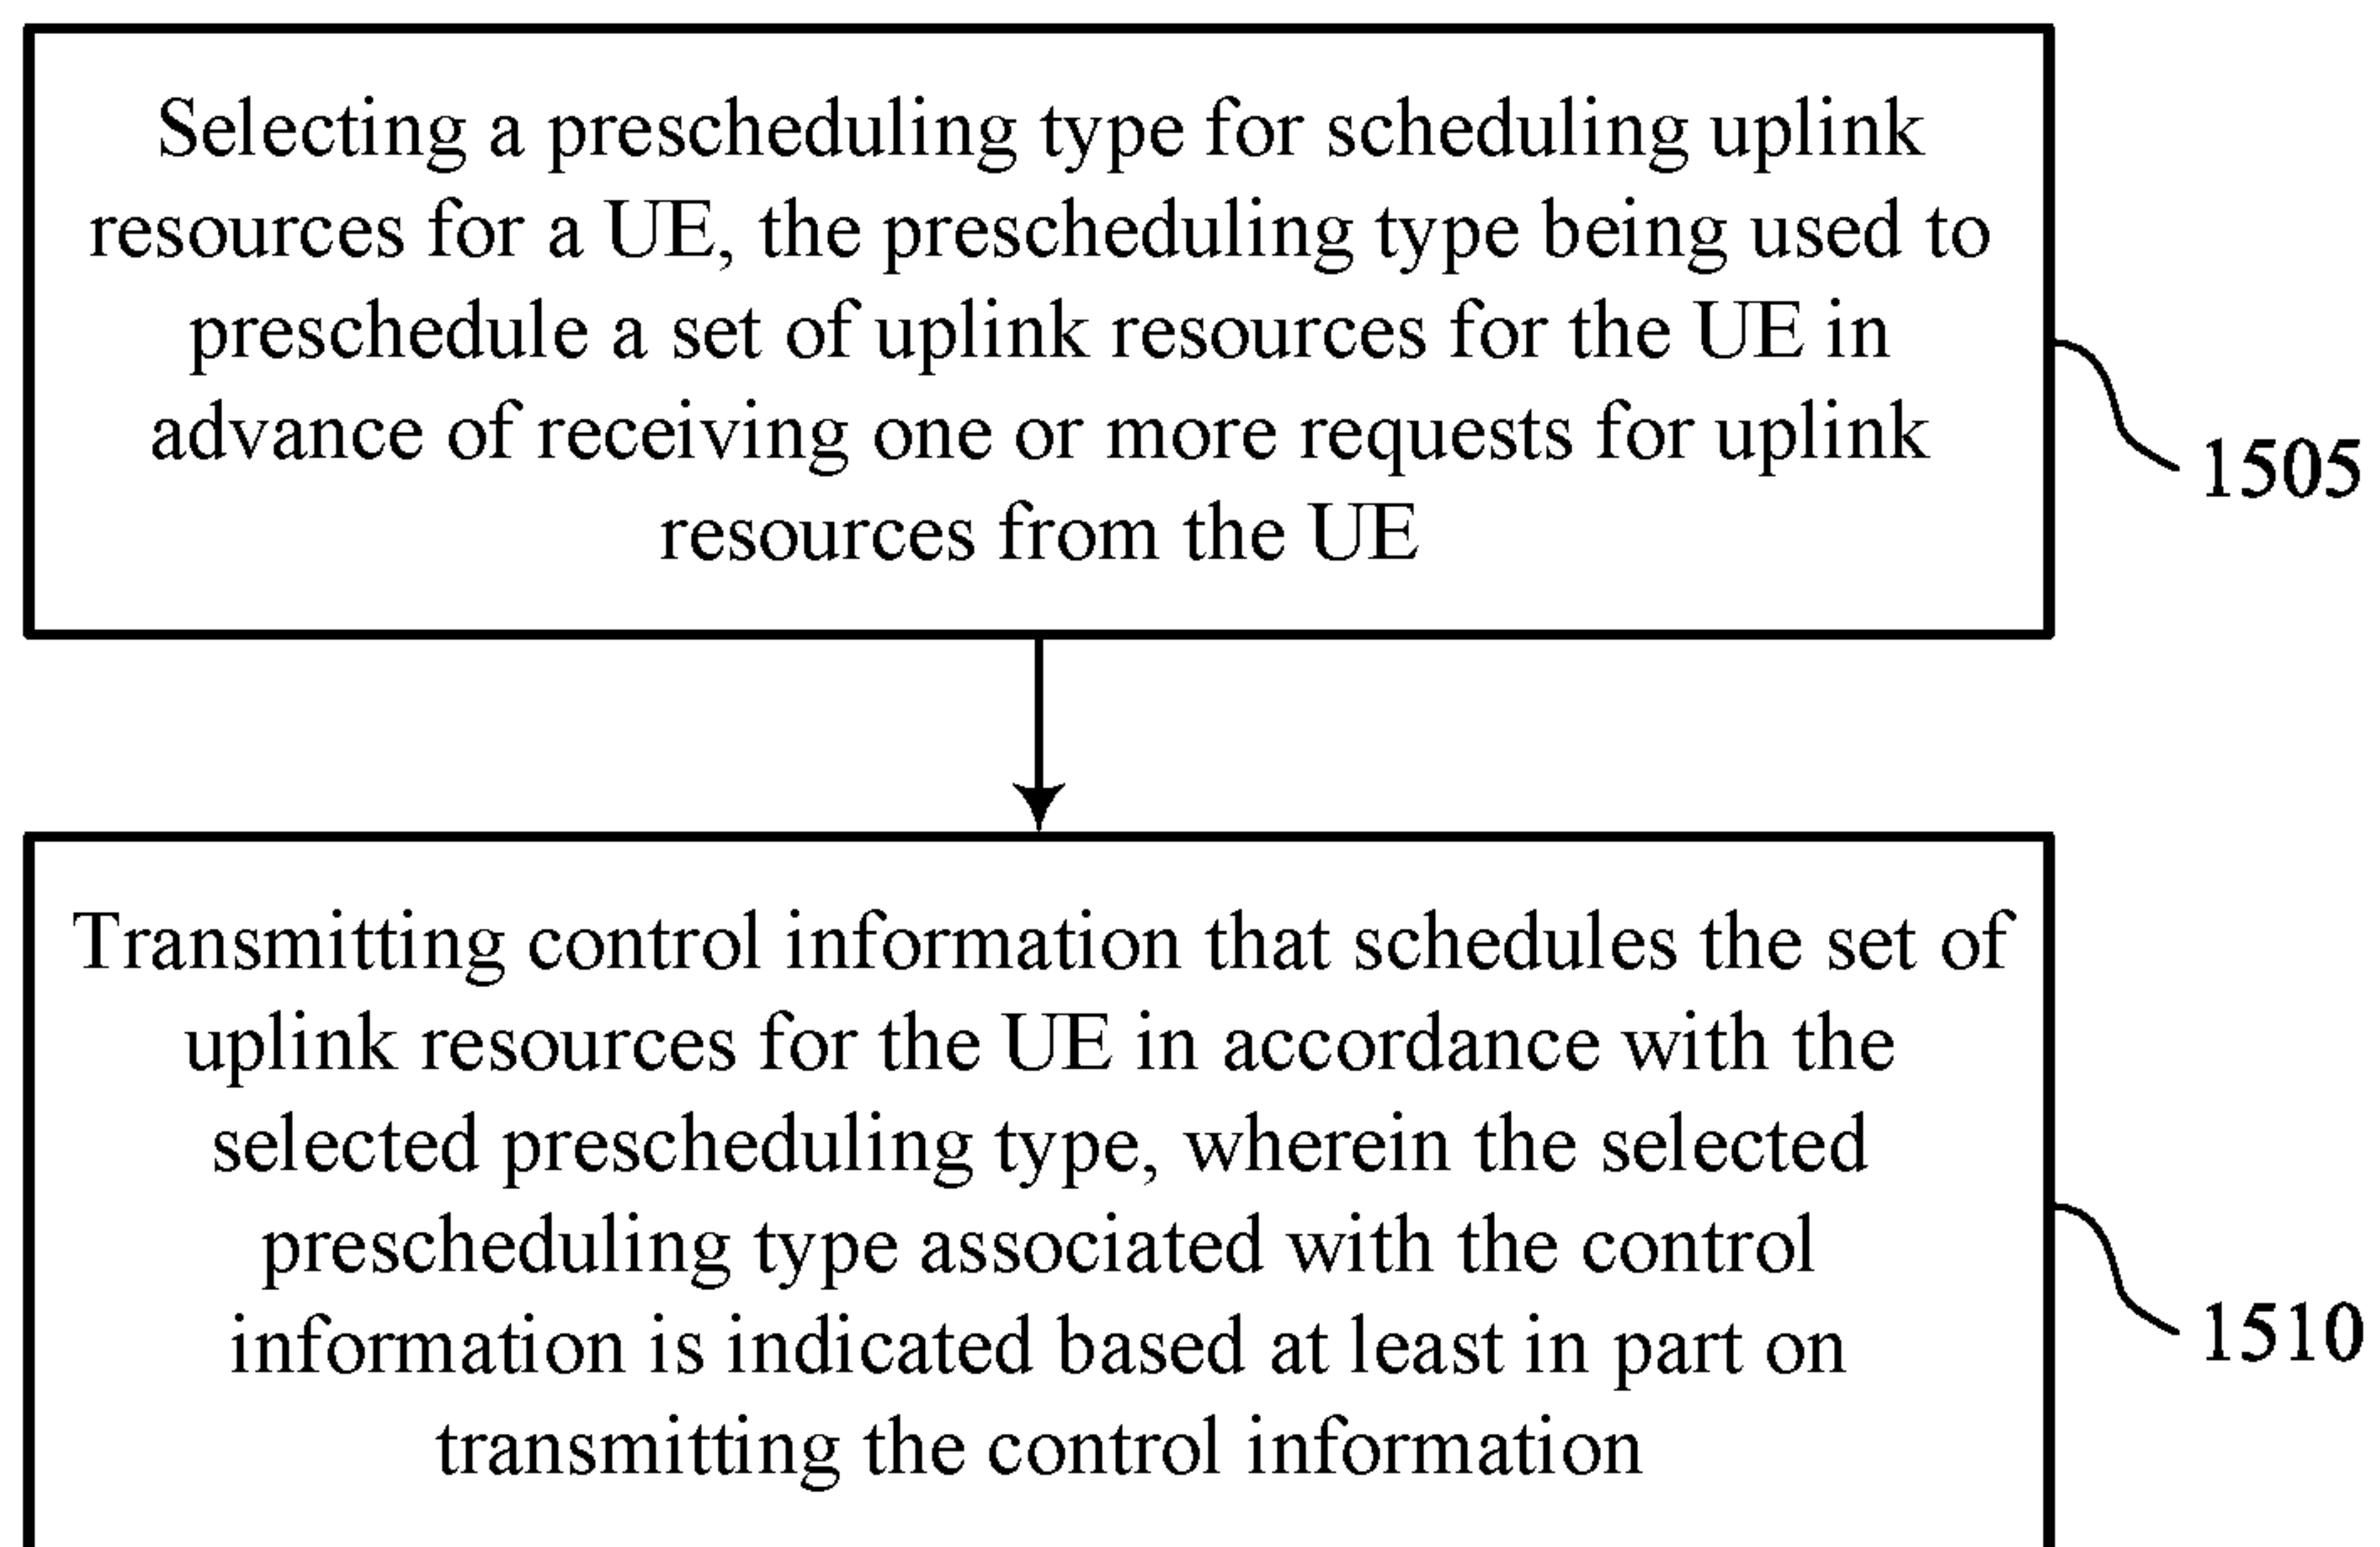 Selecting a prescheduling type for scheduling uplink
resources for a UE, the prescheduling type being used to
preschedule a set of uplink resources for the UE in
advance of receiving one or more requests for uplink
resources from the UE
1505
Transmitting control information that schedules the set of
uplink resources for the UE in accordance with the
selected prescheduling type, wherein the selected
prescheduling type associated with the control
information is indicated based at least in part on
transmitting the control information
1510